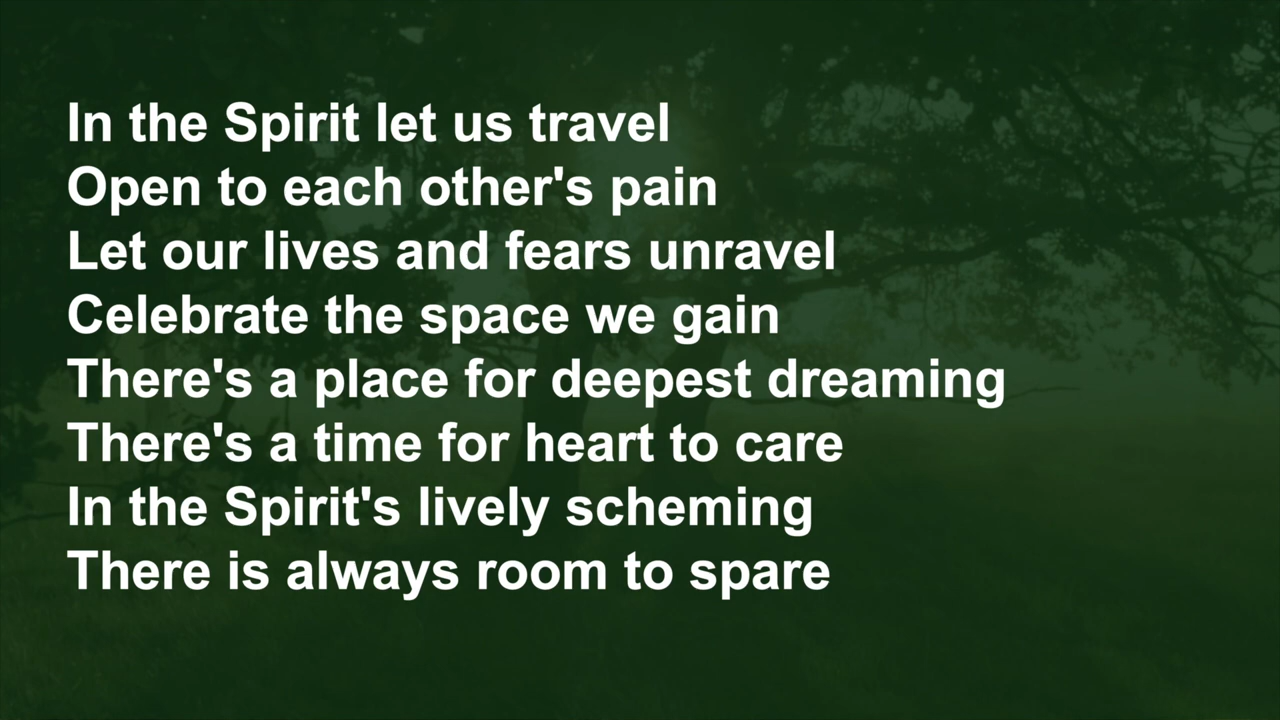 In the Spirit let us travel
Open to each other's pain
Let our lives and fears unravel
Celebrate the space we gain
There's a place for deepest dreaming
There's a time for heart to care
In the Spirit's lively scheming
There is always room to spare